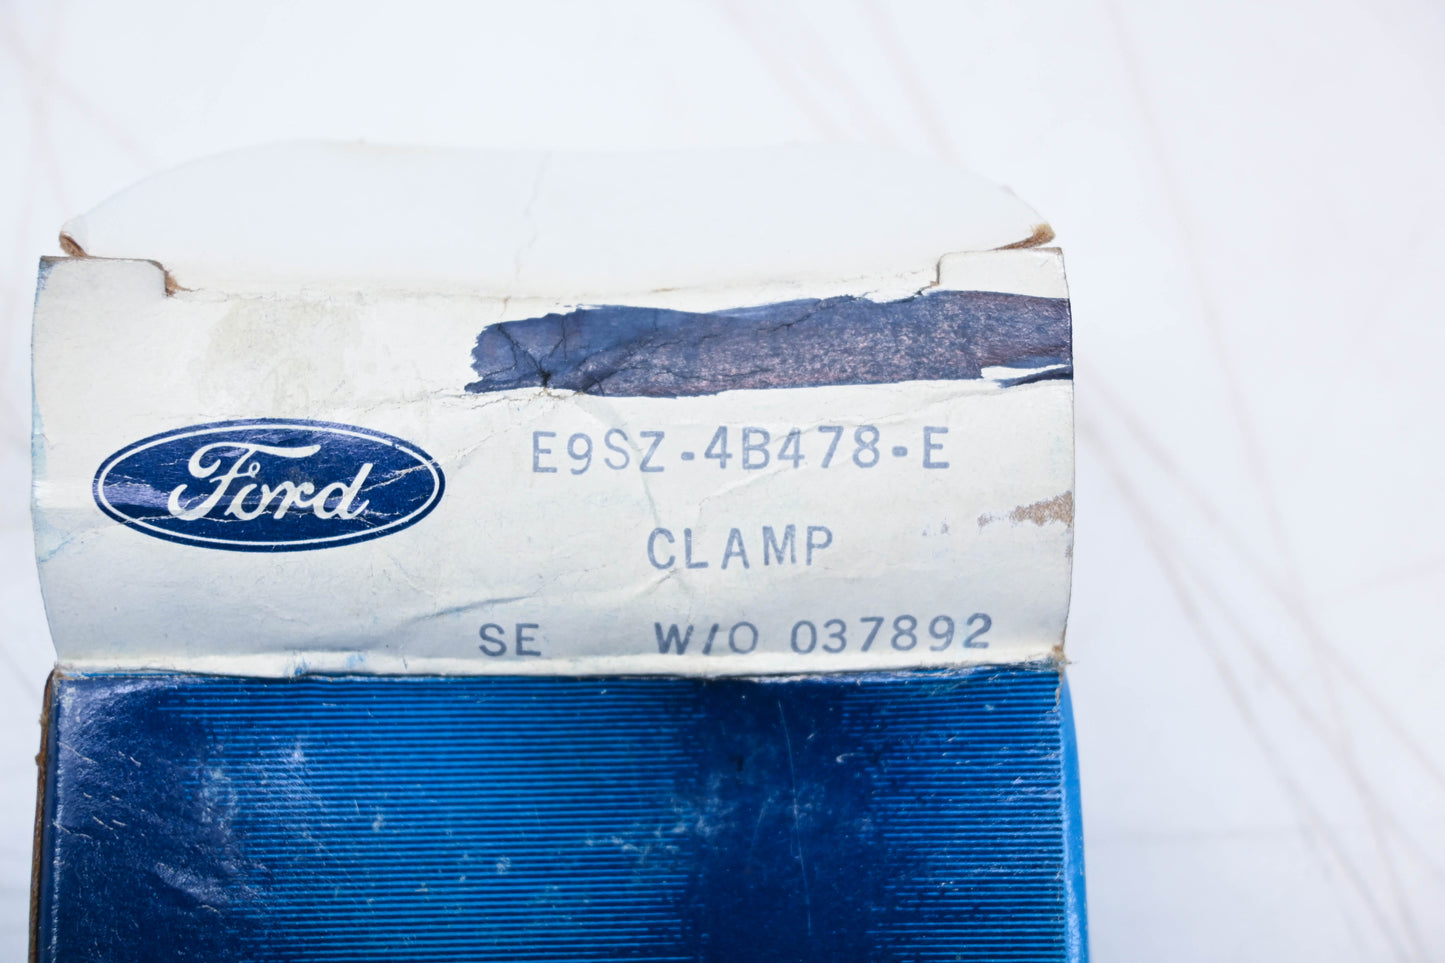 Ford
E9SZ-4B478-E
CLAMP
SE W/O 037892